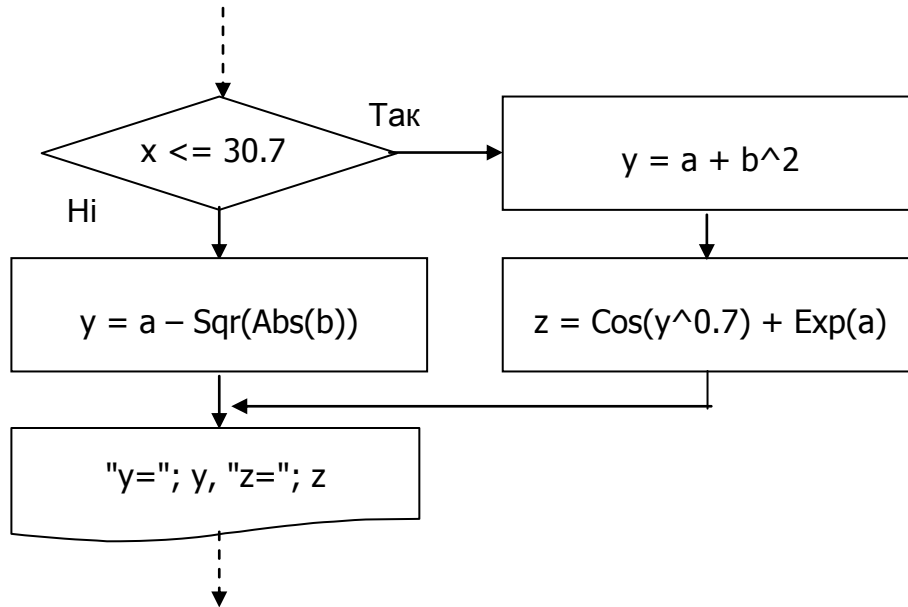 x <= 30.7
Так
y = a + b^2
Ні
y = a – Sqr(Abs(b))
z = Cos(y^0.7) + Exp(a)
"y="; y, "z="; z